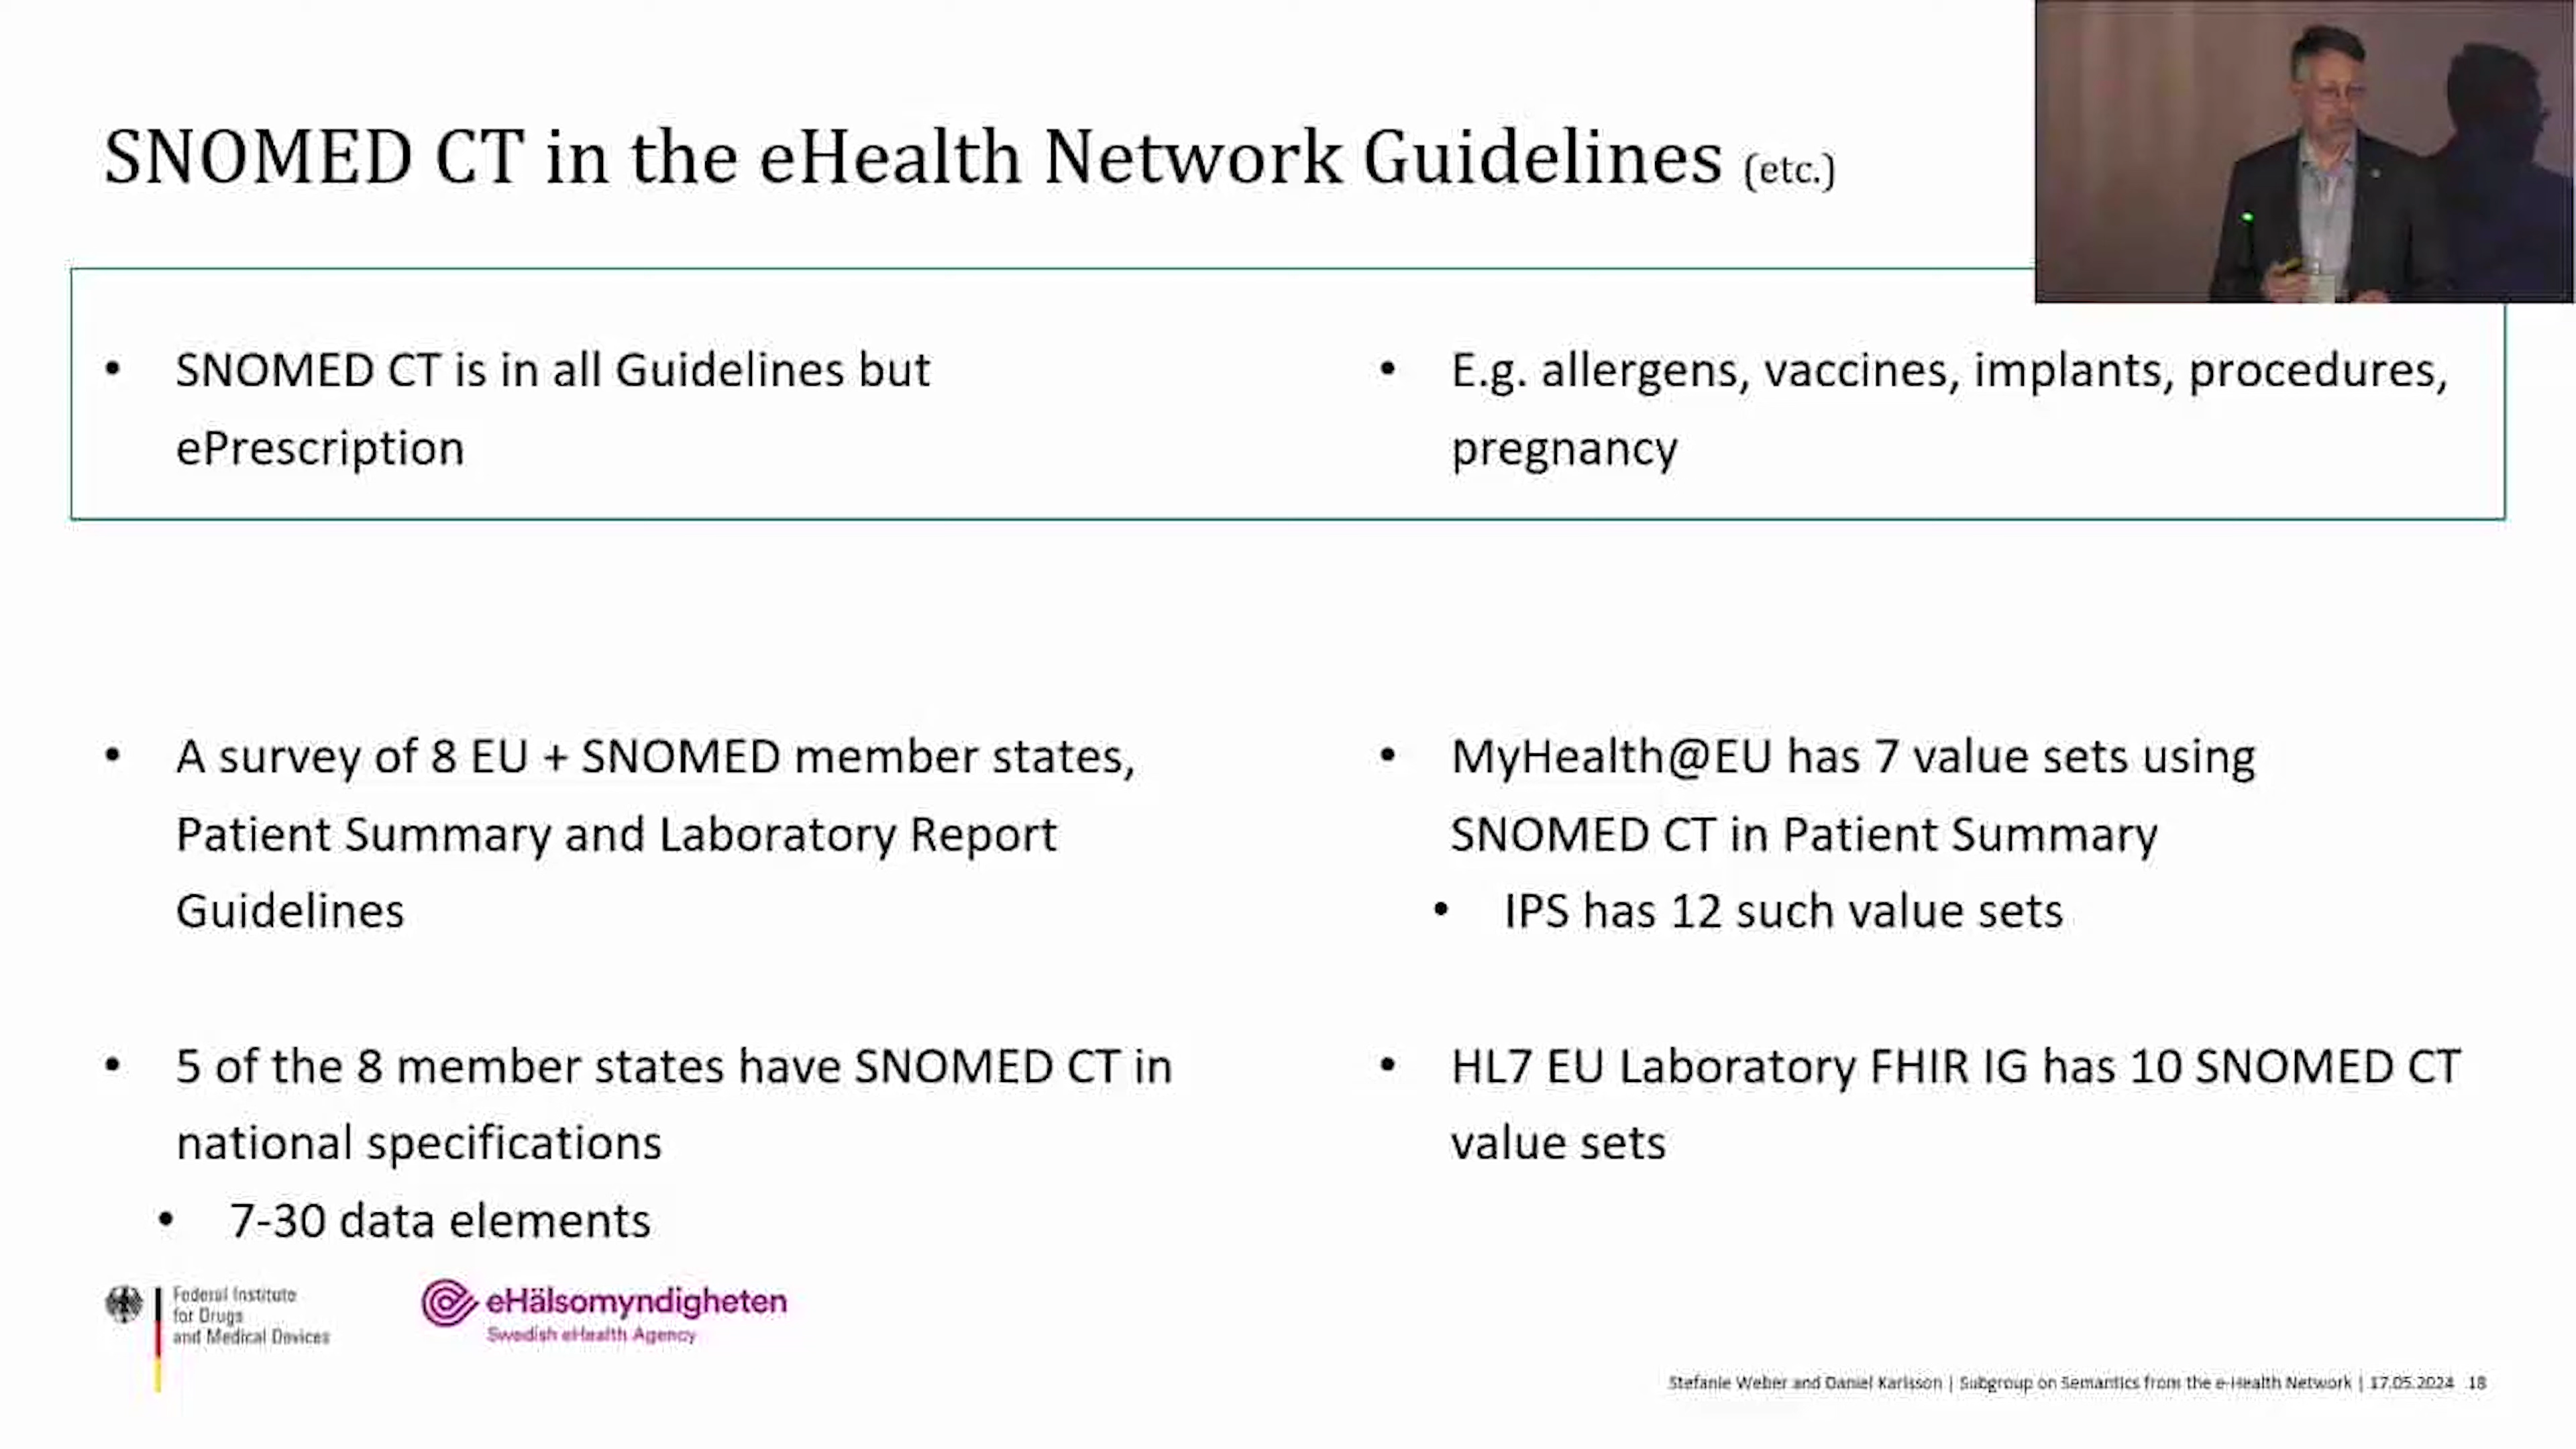 SNOMED CT in the eHealth Network Guidelines (etc.)
• SNOMED CT is in all Guidelines but
ePrescription
• E.g. allergens, vaccines, implants, procedures,
pregnancy
• A survey of 8 EU + SNOMED member states,
Patient Summary and Laboratory Report
Guidelines
• 5 of the 8 member states have SNOMED CT in
national specifications
• 7-30 data elements
• MyHealth@EU has 7 value sets using
SNOMED CT in Patient Summary
• IPS has 12 such value sets
• HL7 EU Laboratory FHIR IG has 10 SNOMED CT
value sets
Federal Institute
for Drugs
and Medical Devices
eHälsomyndigheten
Swedish eHealth Agency
Stefanie Weber and Daniel Karlsson | Subgroup on Semantics from the e-Health Network | 17.05.2024 18